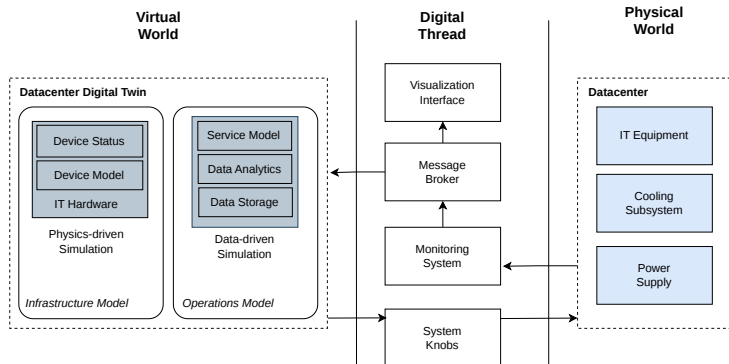 Virtual
World
Digital
Thread
Physical
World
Datacenter Digital Twin
Device Status
Device Model
IT Hardware
Physics-driven
Simulation
Infrastructure Model
Service Model
Data Analytics
Data Storage
Data-driven
Simulation
Operations Model
Visualization
Interface
Message
Broker
Monitoring
System
System
Knobs
Datacenter
IT Equipment
Cooling
Subsystem
Power
Supply